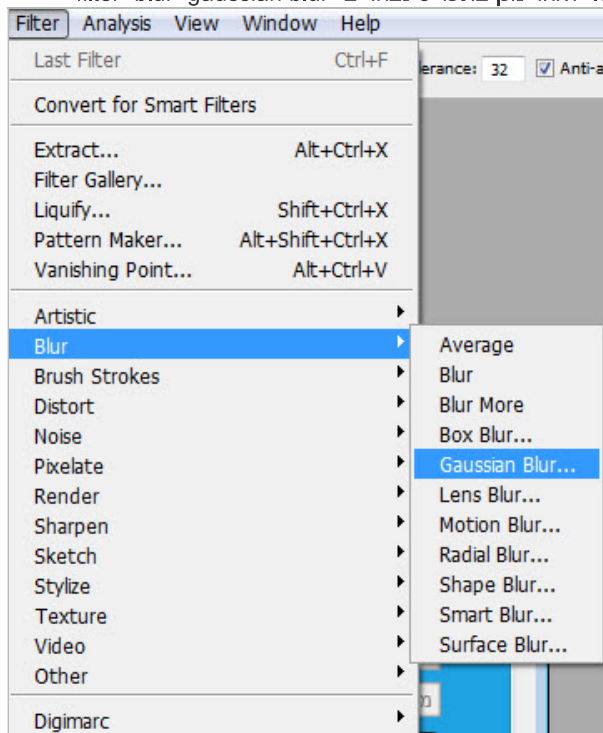 Filter Analysis View Window Help
Last Filter Ctrl+F
erance: 32 Anti-a
Convert for Smart Filters
Extract... Alt+Ctrl+X
Filter Gallery...
Liquify... Shift+Ctrl+X
Pattern Maker... Alt+Shift+Ctrl+X
Vanishing Point... Alt+Ctrl+V
Artistic
Blur
Average
Brush Strokes
Blur
Distort
Blur More
Noise
Box Blur...
Pixelate
Gaussian Blur...
Render
Lens Blur...
Sharpen
Motion Blur...
Sketch
Radial Blur...
Stylize
Shape Blur...
Texture
Smart Blur...
Video
Surface Blur...
Other
מ
Digimarc